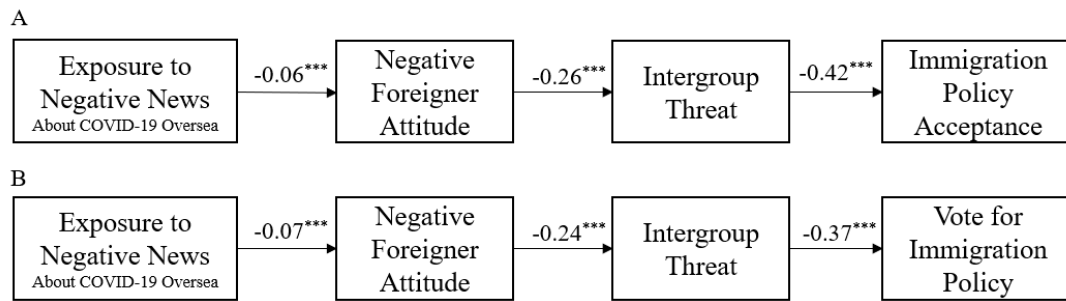 A
Exposure to
Negative News
About COVID-19 Oversea
-0.06***
Negative
Foreigner
Attitude
-0.26***
Intergroup
Threat
-0.42***
Immigration
Policy
Acceptance
B
Exposure to
Negative News
About COVID-19 Oversea
-0.07***
Negative
Foreigner
Attitude
-0.24***
Intergroup
Threat
-0.37***
Vote for
Immigration
Policy